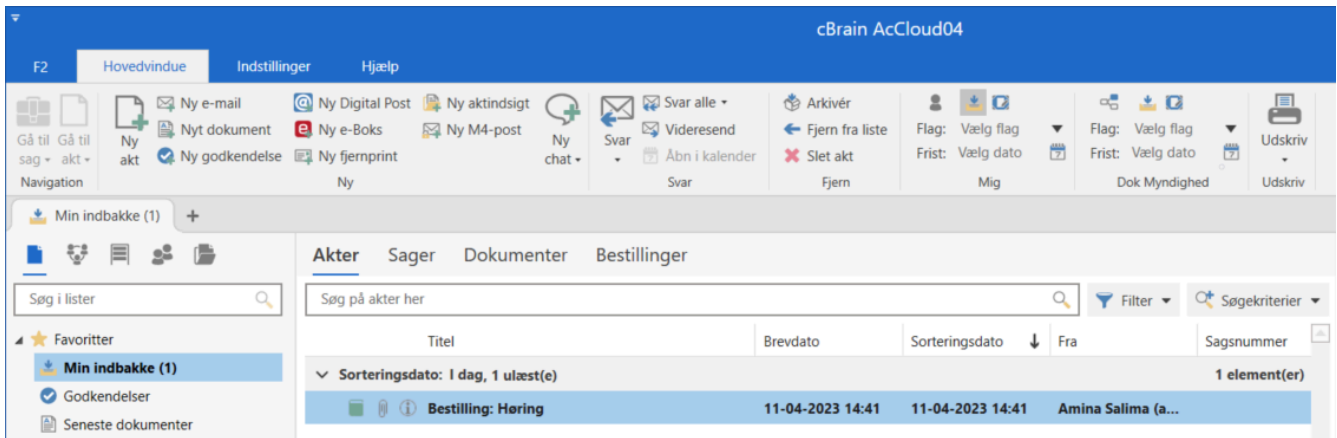 cBrain AcCloud04
F2 Hovedvindue Indstillinger Hjælp
Ny e-mail Ny Digital Post Ny aktindsigt Svar alle Arkivér
Gå til sag Gå til akt Ny akt Nyt dokument Ny e-Boks Ny M4-post Ny chat Svar Videresend Fjern fra liste Flag: Vælg flag Flag: Vælg flag Udskriv
Ny godkendelse Ny fjernprint Åbn i kalender Slet akt Frist: Vælg dato 7 Frist: Vælg dato 7
Navigation Ny Svar Fjern Mig Dok Myndighed Udskriv
Min indbakke (1) +
Akter Sager Dokumenter Bestillinger
Søg i lister Søg på akter her Filter Søgekriterier
Favoritter Titel Brevdato Sorteringsdato Fra Sagsnummer
Min indbakke (1) Sorteringsdato: I dag, 1 ulæst(e) 1 element(er)
Godkendelser Bestilling: Høring 11-04-2023 14:41 11-04-2023 14:41 Amina Salima (a...
Seneste dokumenter